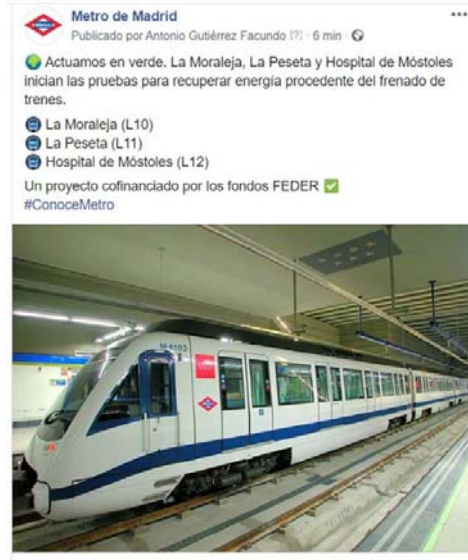 Metro de Madrid
Publicado por Antonio Gutiérrez Facundo [?] · 6 min ·
Actuamos en verde. La Moraleja, La Peseta y Hospital de Móstoles
inician las pruebas para recuperar energía procedente del frenado de
trenes.
La Moraleja (L10)
La Peseta (L11)
Hospital de Móstoles (L12)
Un proyecto cofinanciado por los fondos FEDER
#ConoceMetro